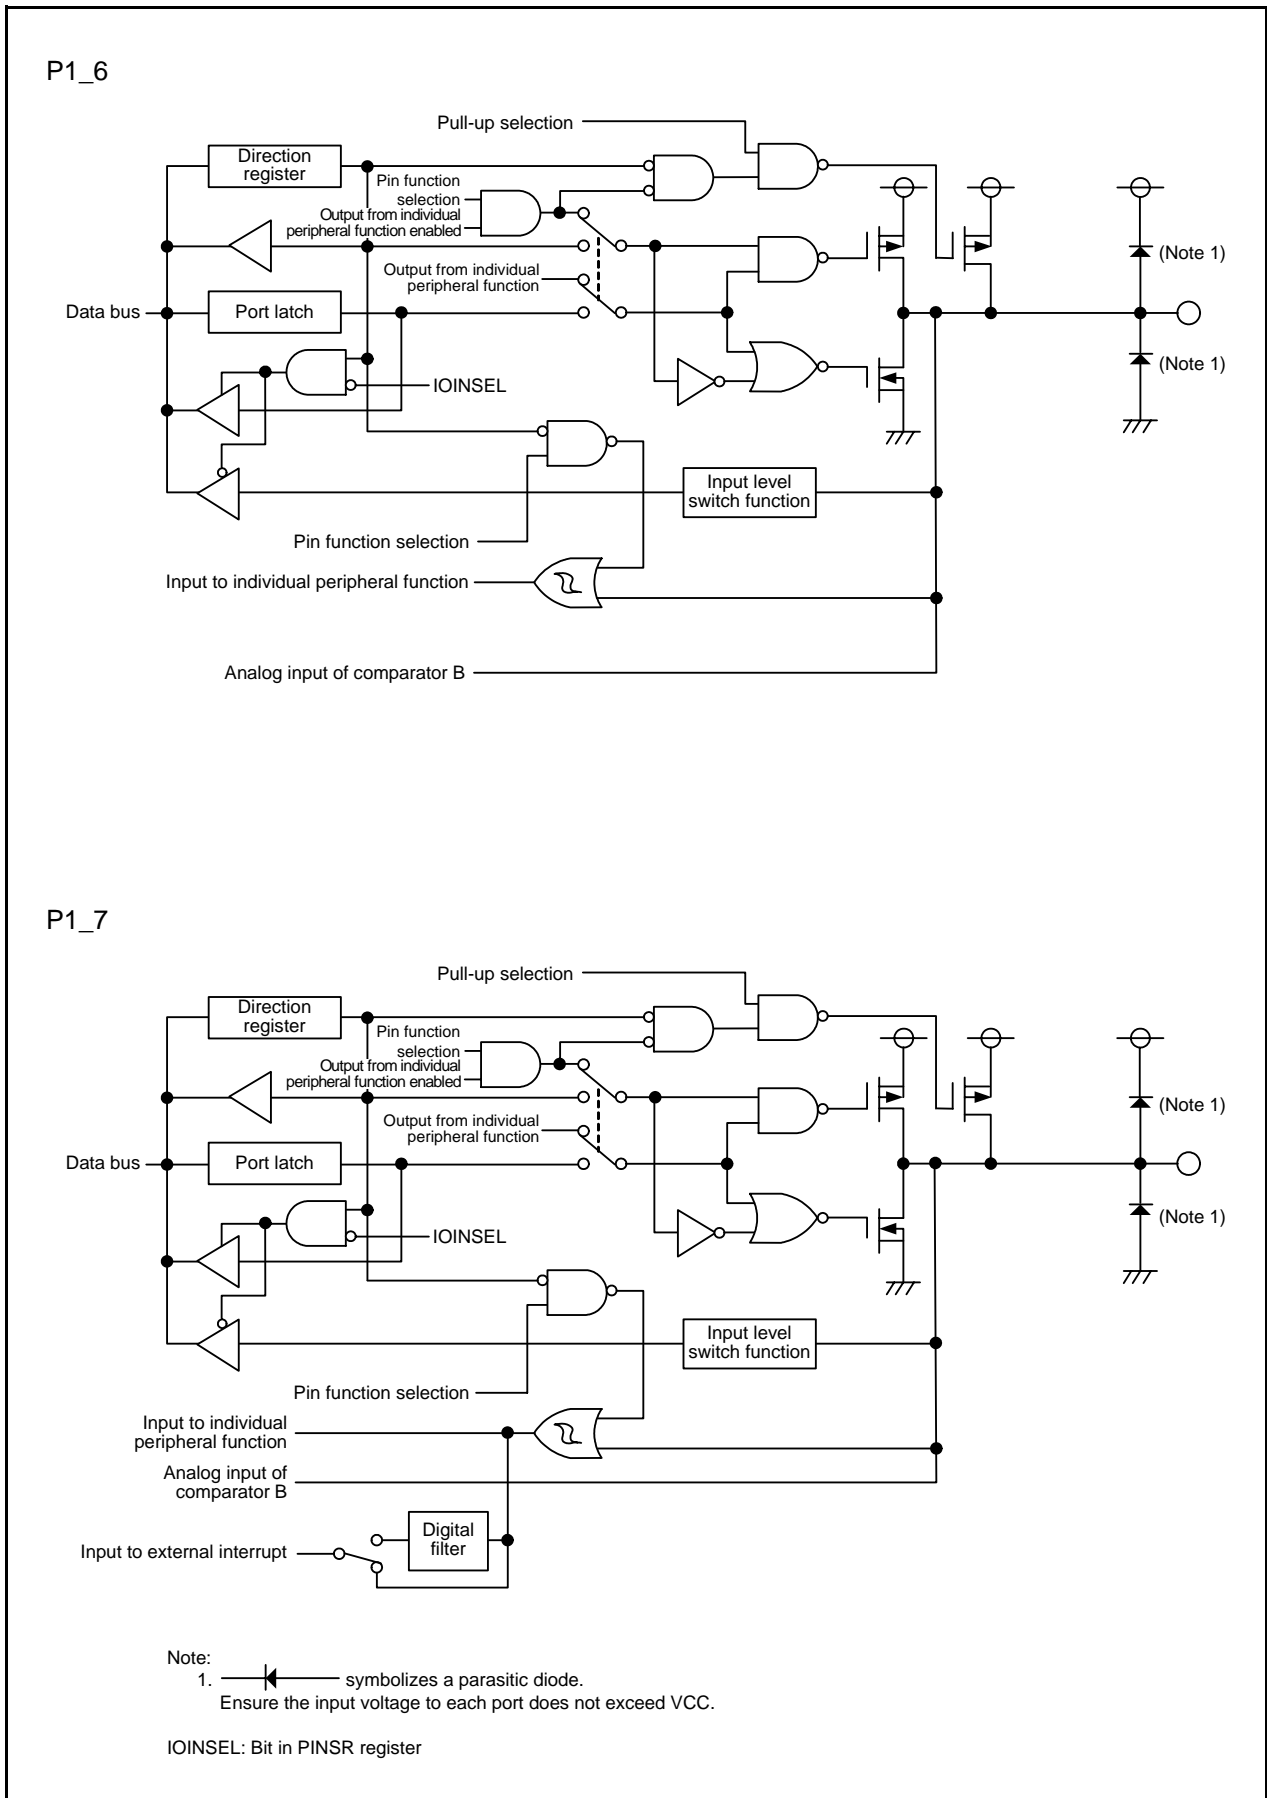 P1_6
Pull-up selection
Direction
register
Pin function
selection
Output from individual
peripheral function enabled
Output from individual
peripheral function
(Note 1)
Data bus
Port latch
(Note 1)
IOINSEL
Input level
switch function
Pin function selection
Input to individual peripheral function
Analog input of comparator B
P1_7
Pull-up selection
Direction
register
Pin function
selection
Output from individual
peripheral function enabled
Output from individual
peripheral function
(Note 1)
Data bus
Port latch
(Note 1)
IOINSEL
Input level
switch function
Pin function selection
Input to individual
peripheral function
Analog input of
comparator B
Digital
filter
Input to external interrupt
Note:
1. symbolizes a parasitic diode.
Ensure the input voltage to each port does not exceed VCC.
IOINSEL: Bit in PINSR register